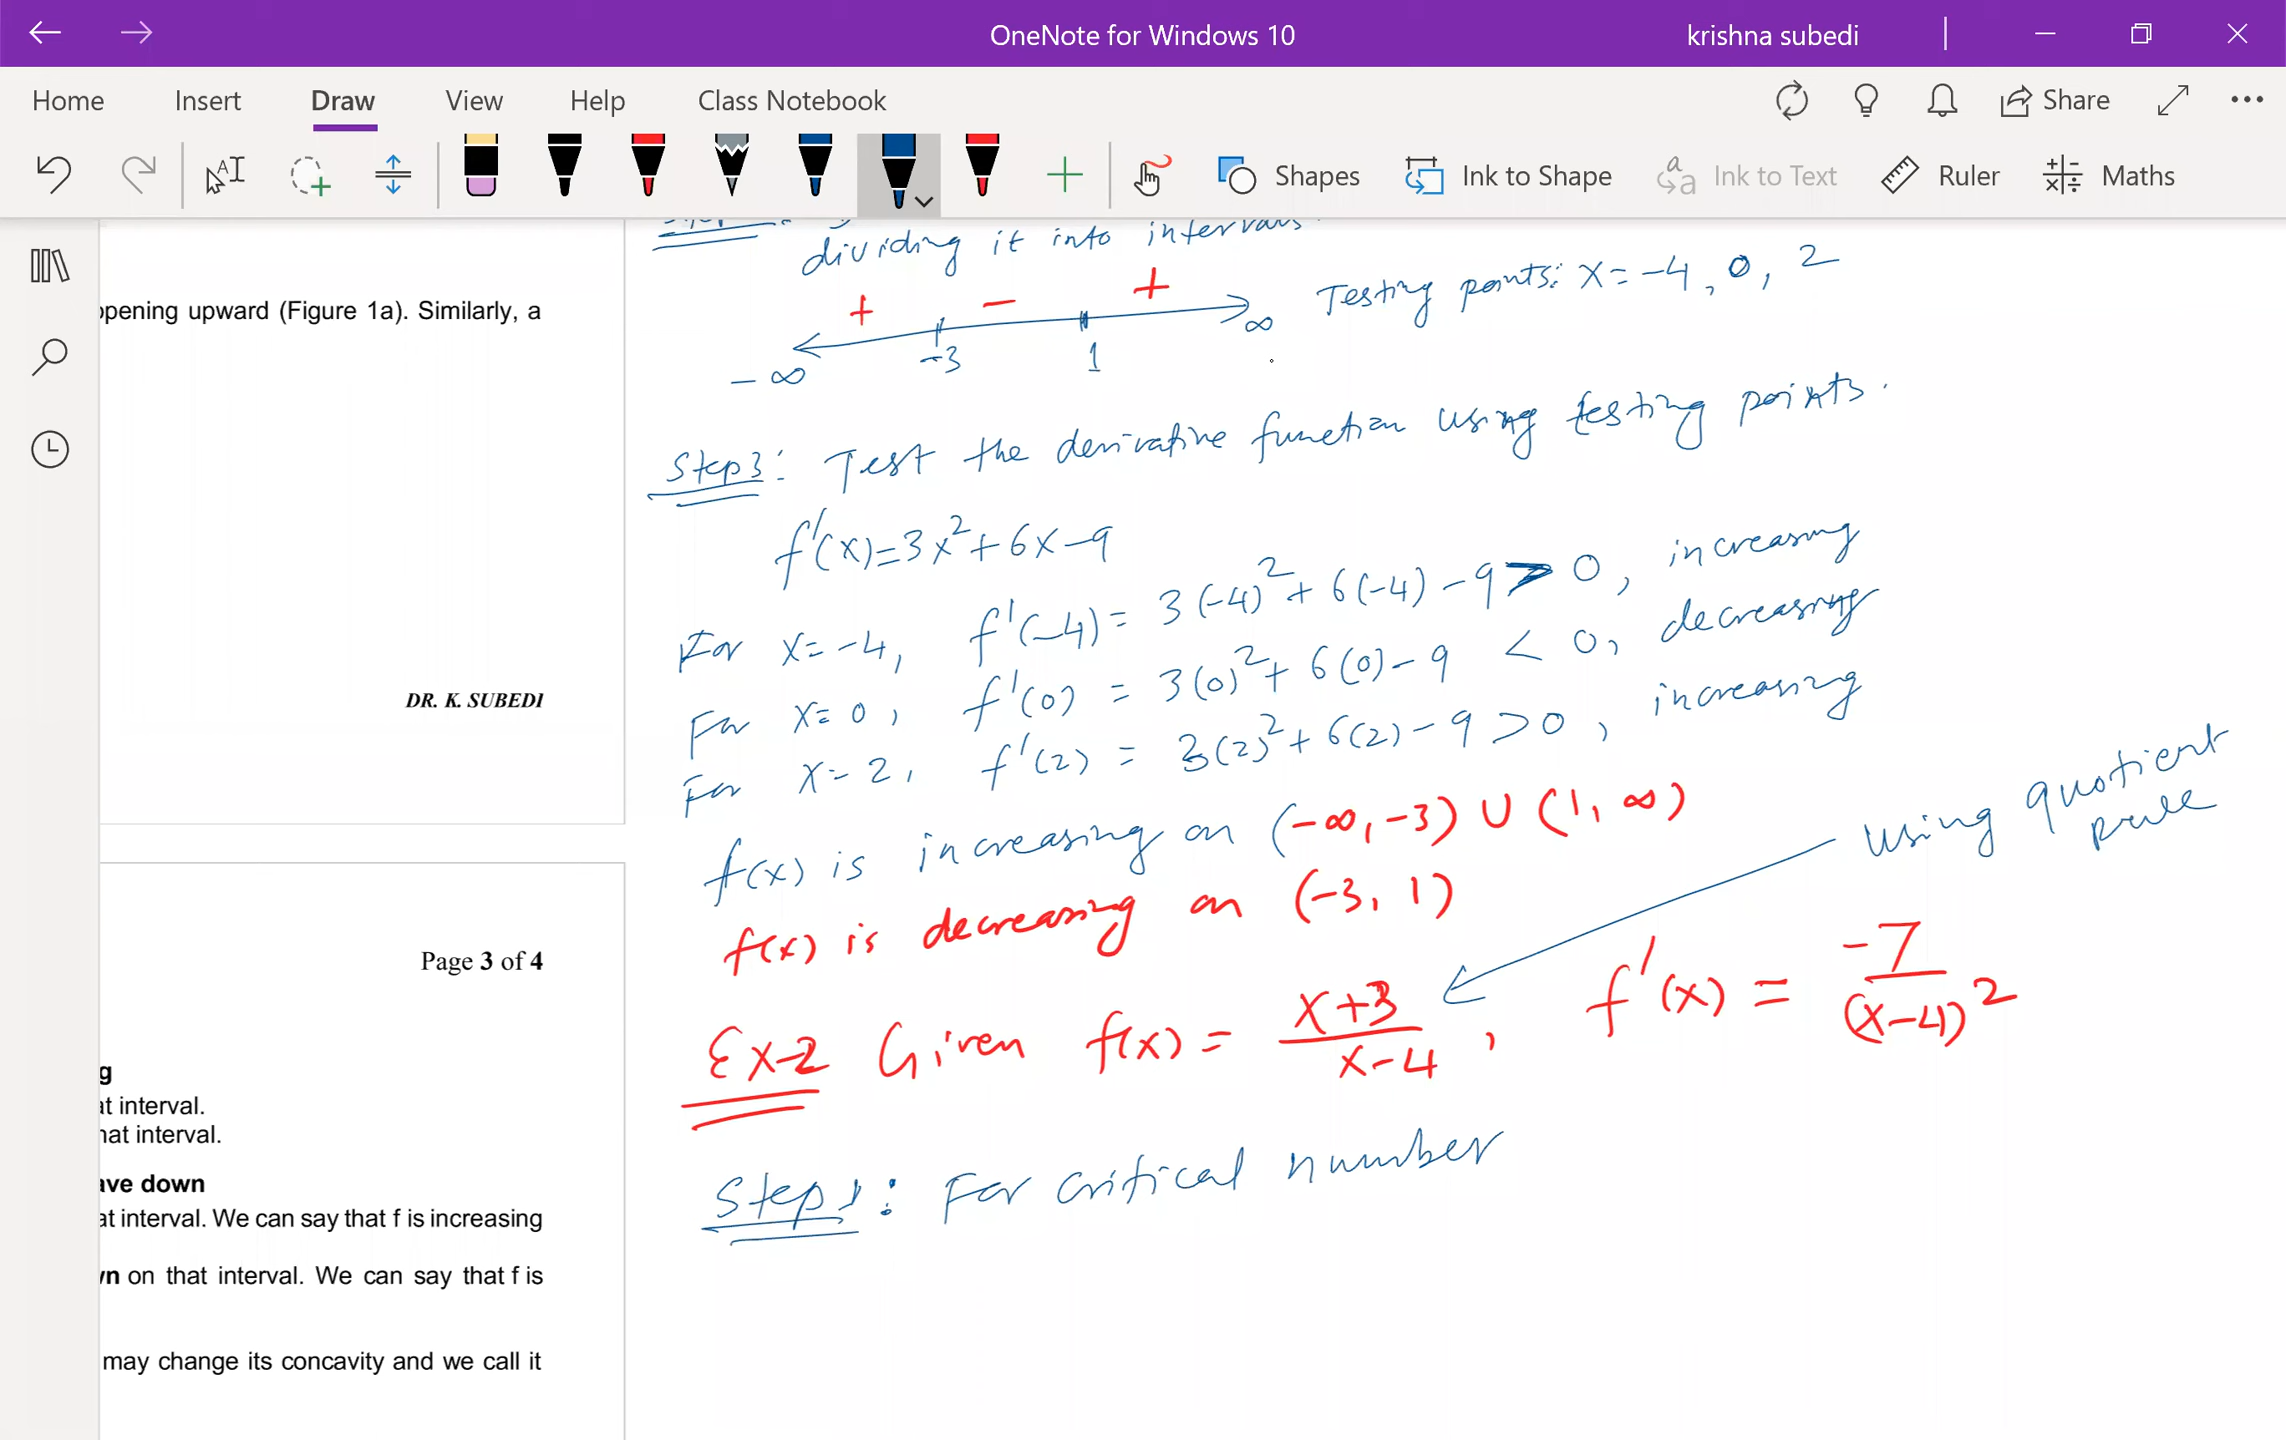 OneNote for Windows 10
krishna subedi
Home Insert Draw View Help Class Notebook
Share
Shapes Ink to Shape Ink to Text Ruler Maths
pening upward (Figure 1a). Similarly, a
DR. K. SUBEDI
Page 3 of 4
g
at interval.
hat interval.
ave down
at interval. We can say that f is increasing
n on that interval. We can say that f is
may change its concavity and we call it
dividing it into intervals.
+ − + Testing points: x = -4, 0, 2
-∞ -3 1 ∞
Step 3: Test the derivative function using testing points.
f'(x)=3x²+6x-9
For x=-4, f'(-4) = 3(-4)²+6(-4)-9 > 0, increasing
For x=0, f'(0) = 3(0)²+6(0)-9 < 0, decreasing
For x=2, f'(2) = 3(2)²+6(2)-9 > 0, increasing
f(x) is increasing on (-∞,-3) ∪ (1, ∞)
using quotient
rule
f(x) is decreasing on (-3, 1)
Ex-2 Given f(x) = (x+3)/(x-4), f'(x) = -7/(x-4)²
Step 1: For critical number